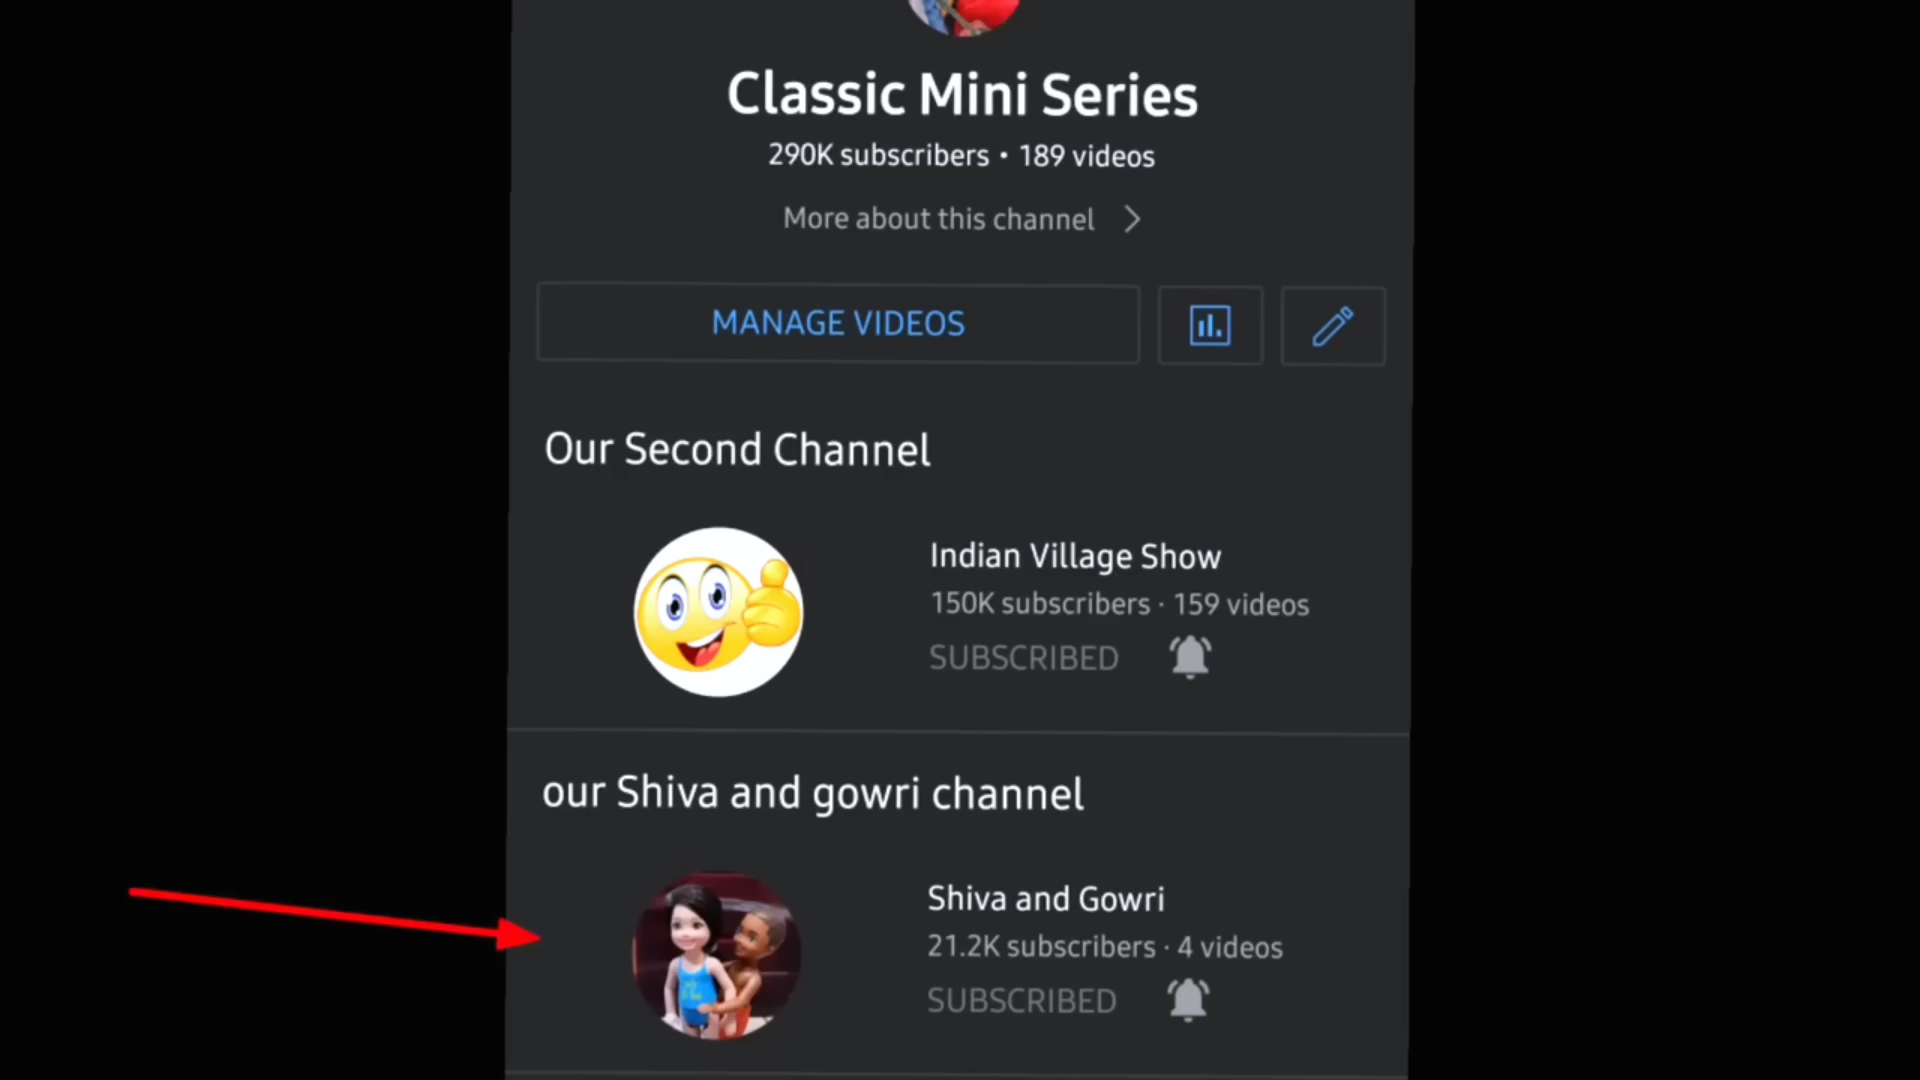 Classic Mini Series
290K subscribers • 189 videos
More about this channel
MANAGE VIDEOS
Our Second Channel
Indian Village Show
150K subscribers · 159 videos
SUBSCRIBED
our Shiva and gowri channel
Shiva and Gowri
21.2K subscribers · 4 videos
SUBSCRIBED